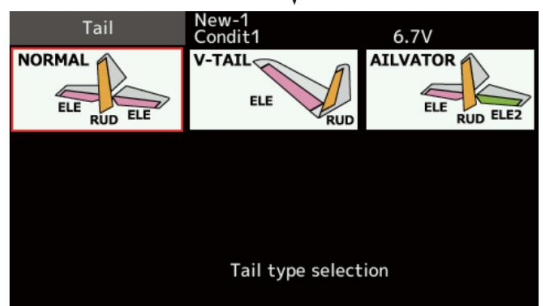 Tail
New-1
Condit1
6.7V
NORMAL
ELE
RUD
ELE
V-TAIL
ELE
RUD
AILVATOR
ELE
RUD
ELE2
Tail type selection